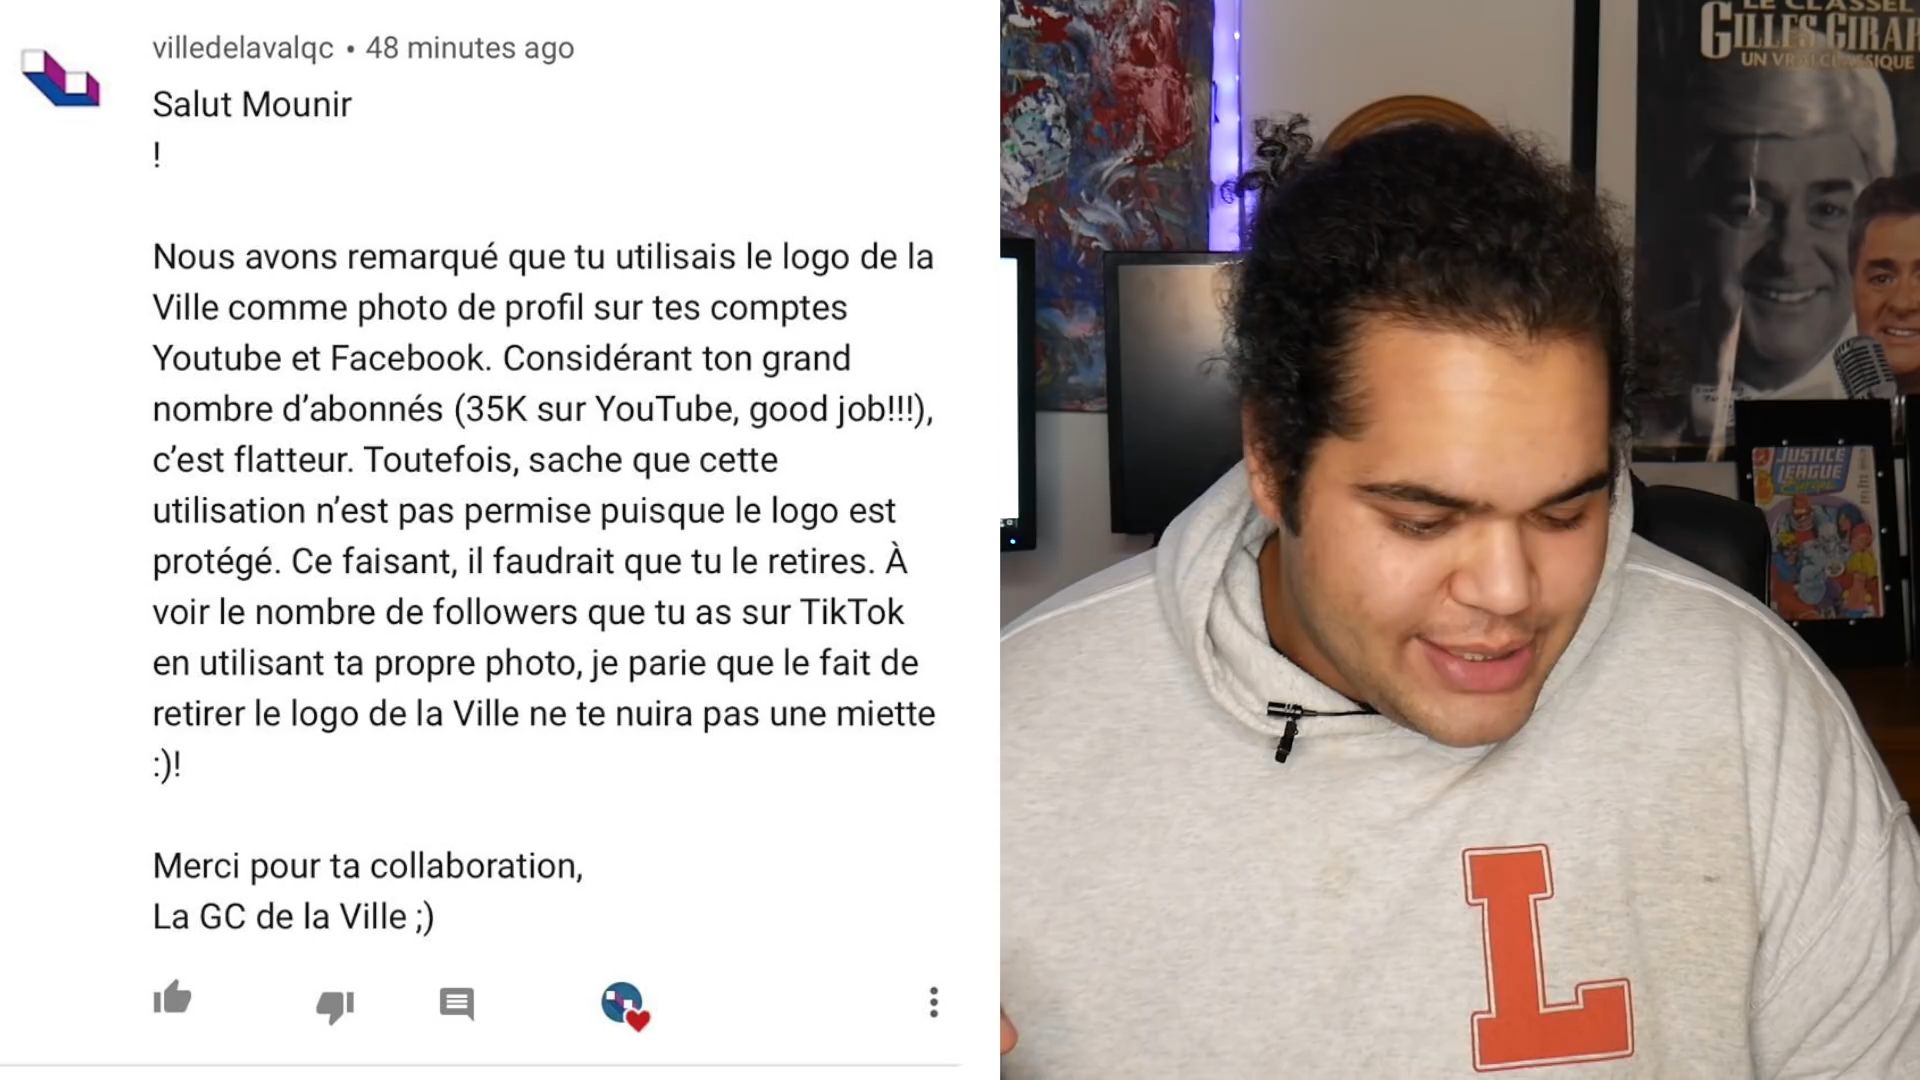 villedelavalqc • 48 minutes ago
Salut Mounir
!
Nous avons remarqué que tu utilisais le logo de la
Ville comme photo de profil sur tes comptes
Youtube et Facebook. Considérant ton grand
nombre d’abonnés (35K sur YouTube, good job!!!),
c’est flatteur. Toutefois, sache que cette
utilisation n’est pas permise puisque le logo est
protégé. Ce faisant, il faudrait que tu le retires. À
voir le nombre de followers que tu as sur TikTok
en utilisant ta propre photo, je parie que le fait de
retirer le logo de la Ville ne te nuira pas une miette
:)!
Merci pour ta collaboration,
La GC de la Ville ;)
LE CLASSEL
GILLES GIRAR
UN VRAI CLASSIQUE
JUSTICE
LEAGUE
L